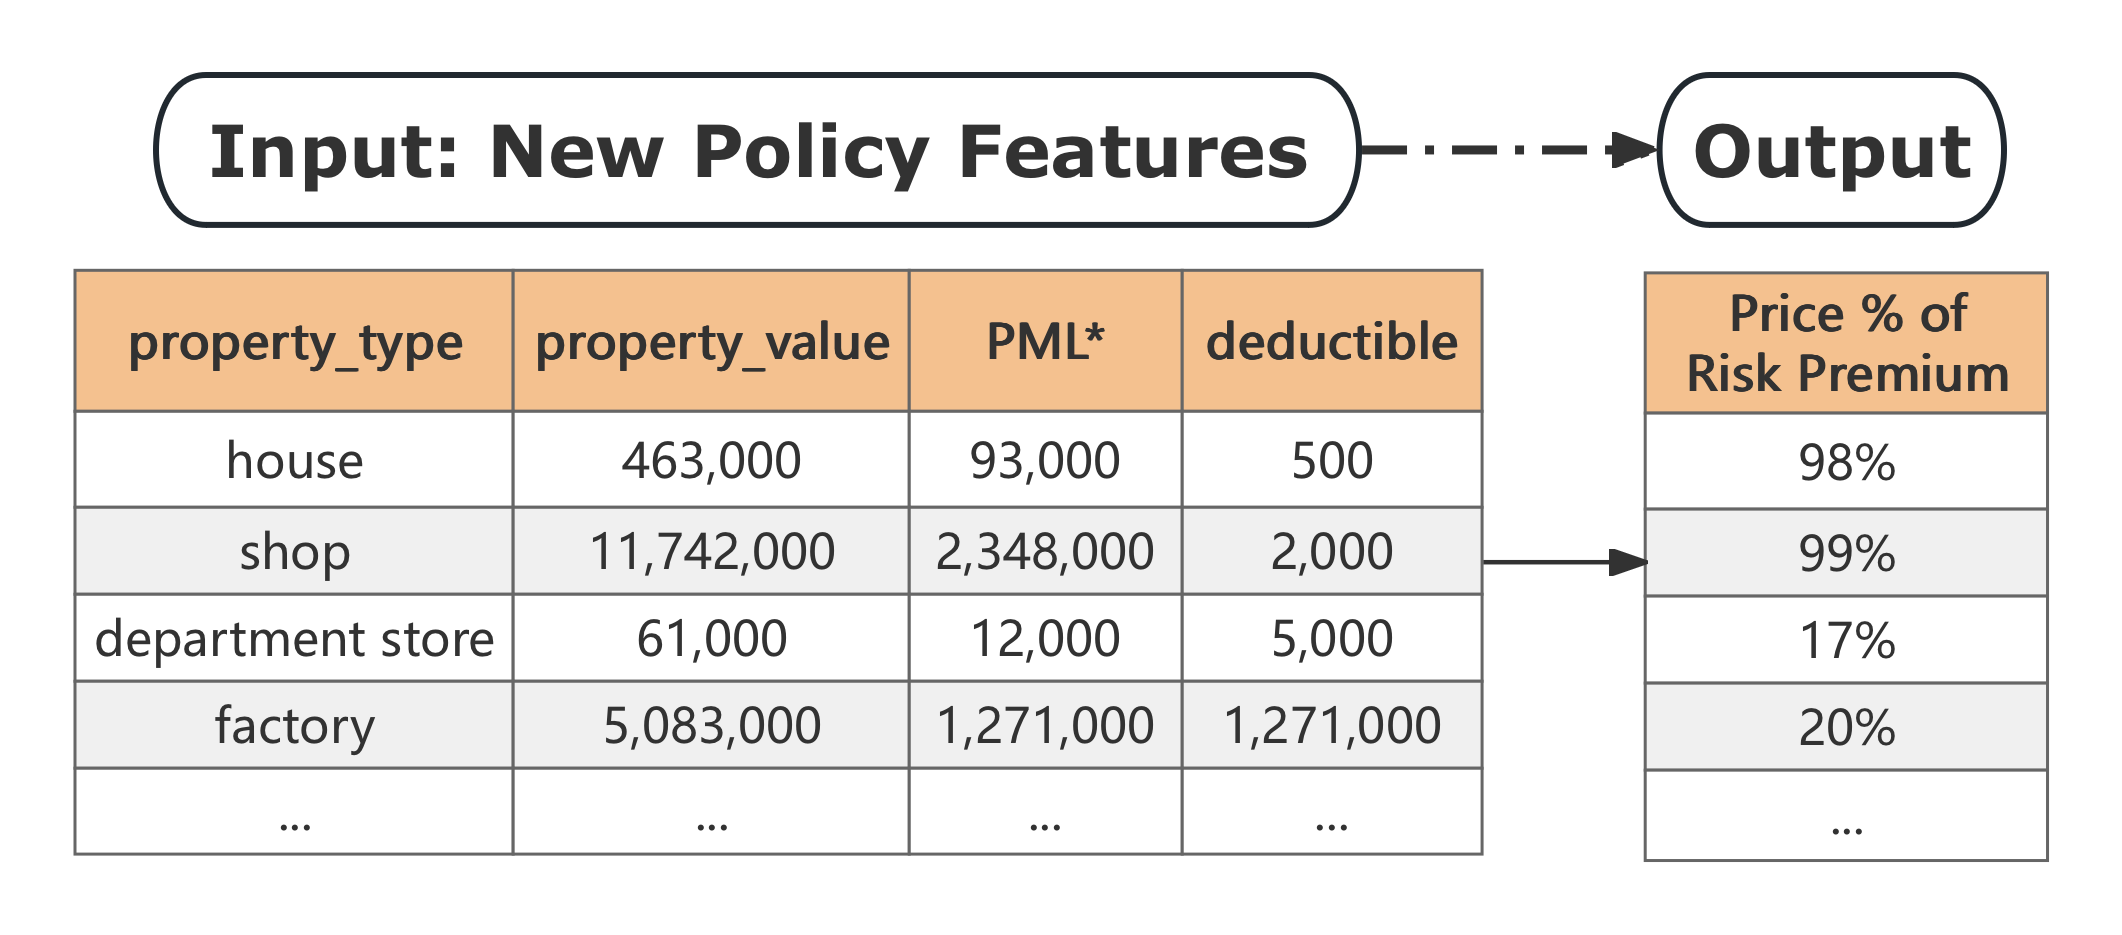 Input: New Policy Features
Output
property_type property_value PML* deductible
Price % of
Risk Premium
house 463,000 93,000 500 98%
shop 11,742,000 2,348,000 2,000 99%
department store 61,000 12,000 5,000 17%
factory 5,083,000 1,271,000 1,271,000 20%
... ... ... ... ...